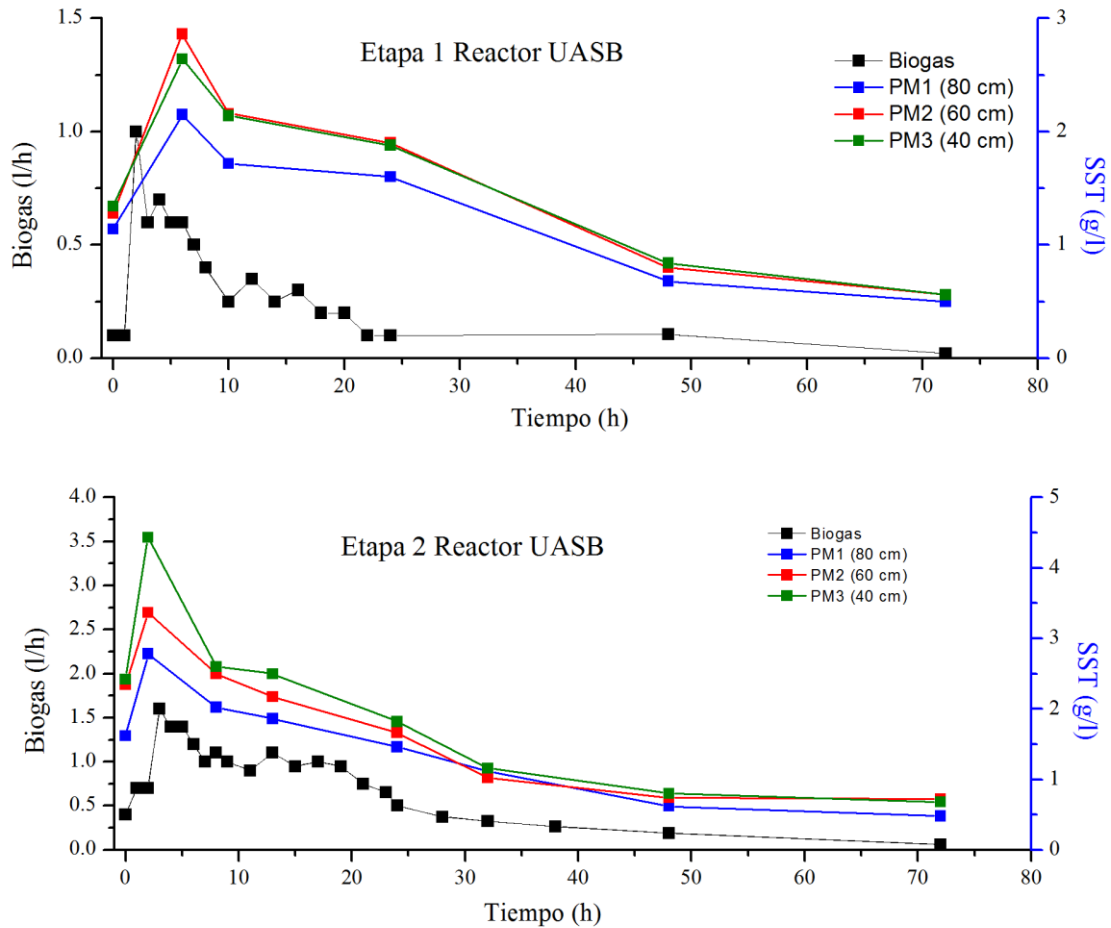 Etapa 1 Reactor UASB
Biogas
PM1 (80 cm)
PM2 (60 cm)
PM3 (40 cm)
1.5
1.0
0.5
0.0
Biogas (l/h)
3
2
1
0
SST (g/l)
0 10 20 30 40 50 60 70 80
Tiempo (h)
Etapa 2 Reactor UASB
Biogas
PM1 (80 cm)
PM2 (60 cm)
PM3 (40 cm)
4.0
3.5
3.0
2.5
2.0
1.5
1.0
0.5
0.0
Biogas (l/h)
5
4
3
2
1
0
SST (g/l)
0 10 20 30 40 50 60 70 80
Tiempo (h)